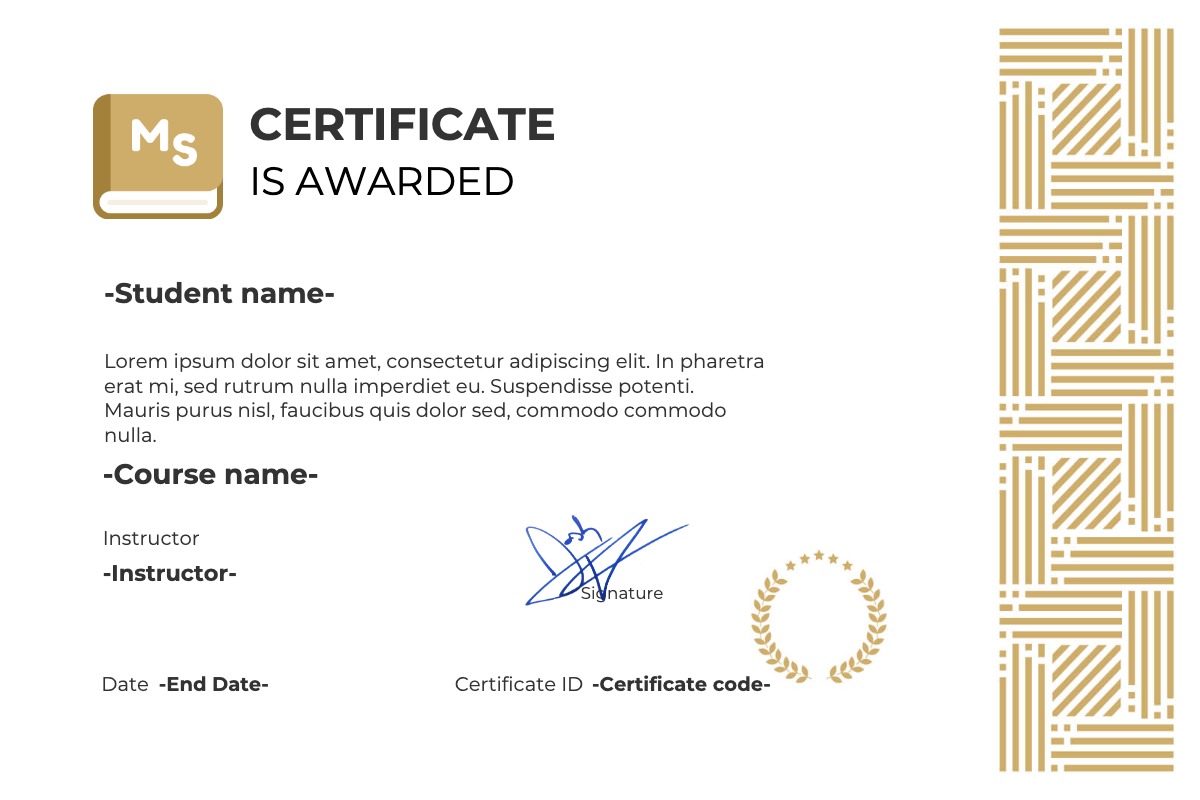 MS
CERTIFICATE
IS AWARDED
-Student name-
Lorem ipsum dolor sit amet, consectetur adipiscing elit. In pharetra
erat mi, sed rutrum nulla imperdiet eu. Suspendisse potenti.
Mauris purus nisl, faucibus quis dolor sed, commodo commodo
nulla.
-Course name-
Instructor
-Instructor-
Signature
Date -End Date-
Certificate ID -Certificate code-